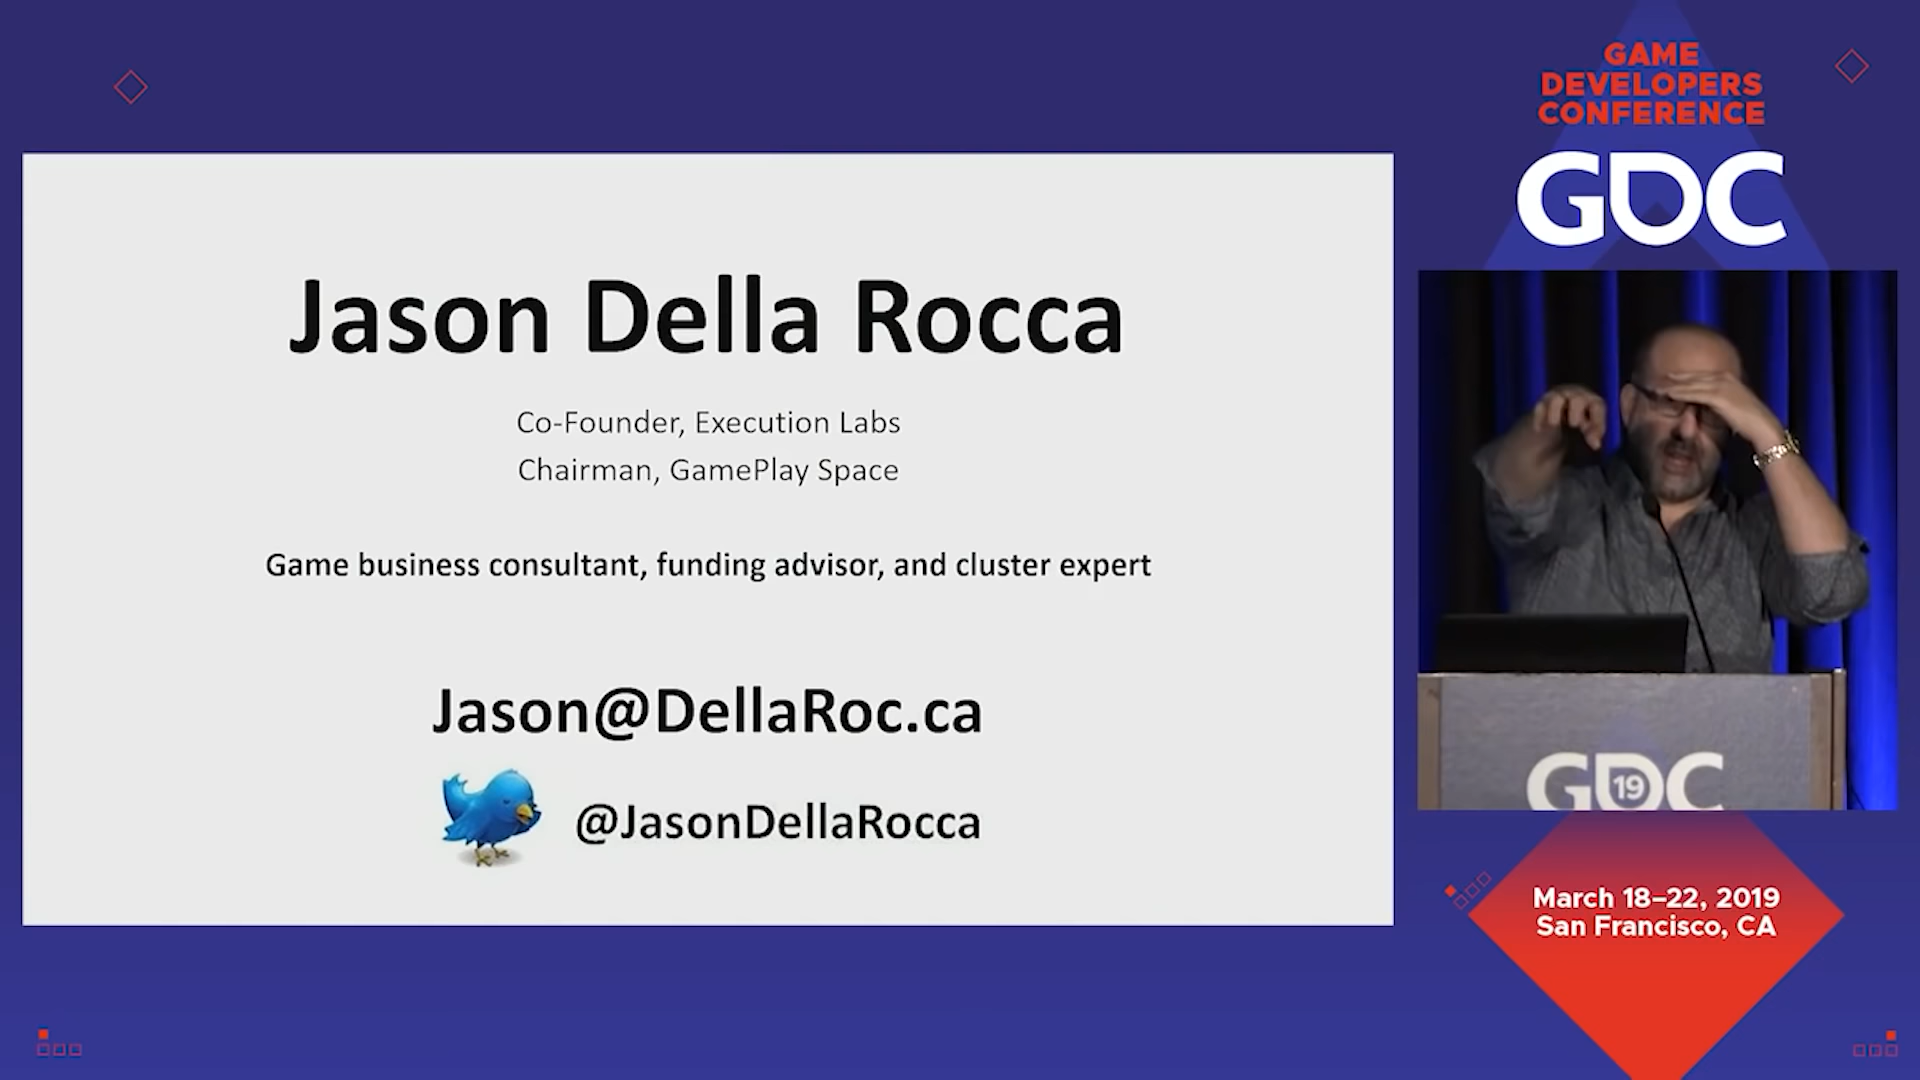 GAME
DEVELOPERS
CONFERENCE
GDC
Jason Della Rocca
Co-Founder, Execution Labs
Chairman, GamePlay Space
Game business consultant, funding advisor, and cluster expert
Jason@DellaRoc.ca
@JasonDellaRocca
GDC
19
March 18–22, 2019
San Francisco, CA